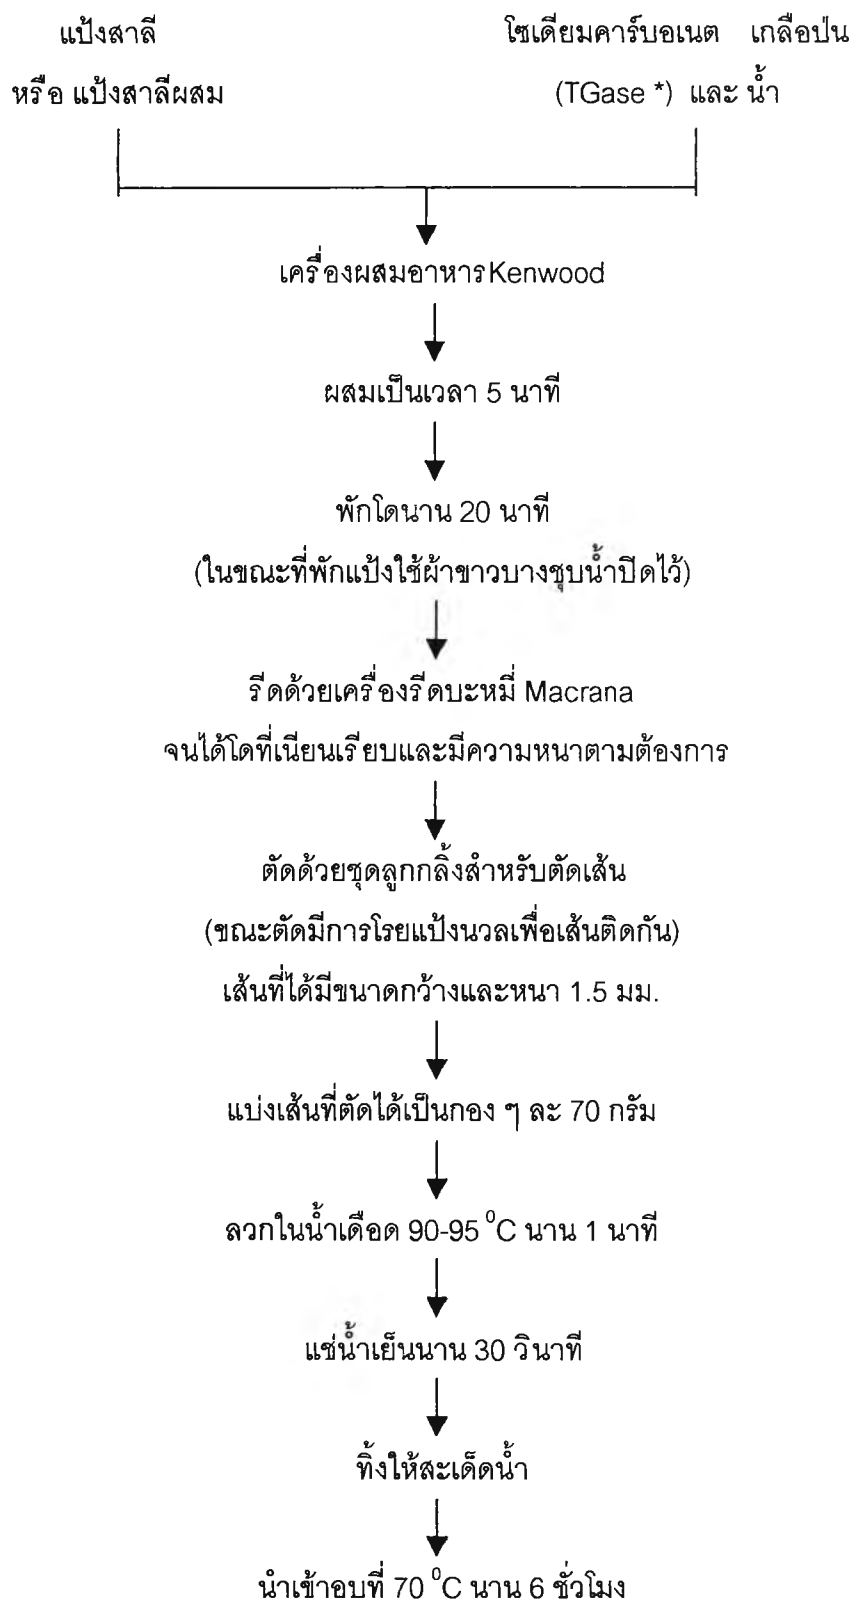 แป้งสาลี
หรือ แป้งสาลีผสม
โซเดียมคาร์บอเนต เกลือป่น
(TGase *) และ น้ำ
เครื่องผสมอาหารKenwood
ผสมเป็นเวลา 5 นาที
พักโดนาน 20 นาที
(ในขณะที่พักแป้งใช้ผ้าขาวบางชุบน้ำปิดไว้)
รีดด้วยเครื่องรีดบะหมี่ Macrana
จนได้โดที่เนียนเรียบและมีความหนาตามต้องการ
ตัดด้วยชุดลูกกลิ้งสำหรับตัดเส้น
(ขณะตัดมีการโรยแป้งนวลเพื่อเส้นติดกัน)
เส้นที่ได้มีขนาดกว้างและหนา 1.5 มม.
แบ่งเส้นที่ตัดได้เป็นกอง ๆ ละ 70 กรัม
ลวกในน้ำเดือด 90-95 ⁰C นาน 1 นาที
แช่น้ำเย็นนาน 30 วินาที
ทิ้งให้สะเด็ดน้ำ
นำเข้าอบที่ 70 ⁰C นาน 6 ชั่วโมง